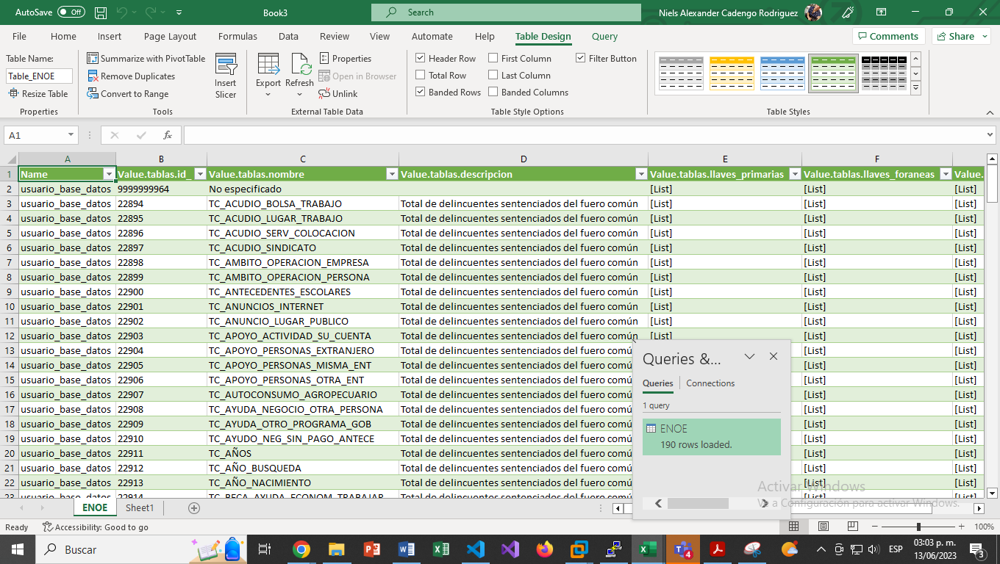 AutoSave Off Book3 Search Niels Alexander Cadengo Rodriguez
File Home Insert Page Layout Formulas Data Review View Automate Help Table Design Query Comments Share
Table Name:
Table_ENOE
Resize Table
Properties
Summarize with PivotTable
Remove Duplicates
Convert to Range
Insert Slicer
Tools
Export Refresh
Properties
Open in Browser
Unlink
External Table Data
Header Row First Column Filter Button
Total Row Last Column
Banded Rows Banded Columns
Table Style Options
Table Styles
A1 fx
A B C D E F
1 Name Value.tablas.id_ Value.tablas.nombre Value.tablas.descripcion Value.tablas.llaves_primarias Value.tablas.llaves_foraneas Value.
2 usuario_base_datos 9999999964 No especificado [List] [List] [List]
3 usuario_base_datos 22894 TC_ACUDIO_BOLSA_TRABAJO Total de delincuentes sentenciados del fuero común [List] [List] [List]
4 usuario_base_datos 22895 TC_ACUDIO_LUGAR_TRABAJO Total de delincuentes sentenciados del fuero común [List] [List] [List]
5 usuario_base_datos 22896 TC_ACUDIO_SERV_COLOCACION Total de delincuentes sentenciados del fuero común [List] [List] [List]
6 usuario_base_datos 22897 TC_ACUDIO_SINDICATO Total de delincuentes sentenciados del fuero común [List] [List] [List]
7 usuario_base_datos 22898 TC_AMBITO_OPERACION_EMPRESA Total de delincuentes sentenciados del fuero común [List] [List] [List]
8 usuario_base_datos 22899 TC_AMBITO_OPERACION_PERSONA Total de delincuentes sentenciados del fuero común [List] [List] [List]
9 usuario_base_datos 22900 TC_ANTECEDENTES_ESCOLARES Total de delincuentes sentenciados del fuero común [List] [List] [List]
10 usuario_base_datos 22901 TC_ANUNCIOS_INTERNET Total de delincuentes sentenciados del fuero común [List] [List] [List]
11 usuario_base_datos 22902 TC_ANUNCIO_LUGAR_PUBLICO Total de delincuentes sentenciados del fuero común [List] [List] [List]
12 usuario_base_datos 22903 TC_APOYO_ACTIVIDAD_SU_CUENTA Total de delincuentes sentenciados del fuero común [List] [List] [List]
13 usuario_base_datos 22904 TC_APOYO_PERSONAS_EXTRANJERO Total de delincuentes sentenciados del fuero comú [List] [List]
14 usuario_base_datos 22905 TC_APOYO_PERSONAS_MISMA_ENT Total de delincuentes sentenciados del fuero comú [List] [List]
15 usuario_base_datos 22906 TC_APOYO_PERSONAS_OTRA_ENT Total de delincuentes sentenciados del fuero comú [List] [List]
16 usuario_base_datos 22907 TC_AUTOCONSUMO_AGROPECUARIO Total de delincuentes sentenciados del fuero comú [List] [List]
17 usuario_base_datos 22908 TC_AYUDA_NEGOCIO_OTRA_PERSONA Total de delincuentes sentenciados del fuero comú [List] [List]
18 usuario_base_datos 22909 TC_AYUDA_OTRO_PROGRAMA_GOB Total de delincuentes sentenciados del fuero comú [List] [List]
19 usuario_base_datos 22910 TC_AYUDO_NEG_SIN_PAGO_ANTECE Total de delincuentes sentenciados del fuero comú [List] [List]
20 usuario_base_datos 22911 TC_AÑOS Total de delincuentes sentenciados del fuero comú [List] [List]
21 usuario_base_datos 22912 TC_AÑO_BUSQUEDA Total de delincuentes sentenciados del fuero comú [List] [List]
22 usuario_base_datos 22913 TC_AÑO_NACIMIENTO Total de delincuentes sentenciados del fuero comú [List] [List]
23 usuario_base_datos 22914 TC_BECA_AYUDA_ECONOM_TRABAJAR Total de delincuentes sentenciados del fuero comú [List] [List]
Queries &...
Queries Connections
1 query
ENOE
190 rows loaded.
Activar Windows
Ve a Configuración para activar Windows.
ENOE Sheet1
Ready Accessibility: Good to go 100%
Buscar
4
ESP
03:03 p. m.
13/06/2023
3